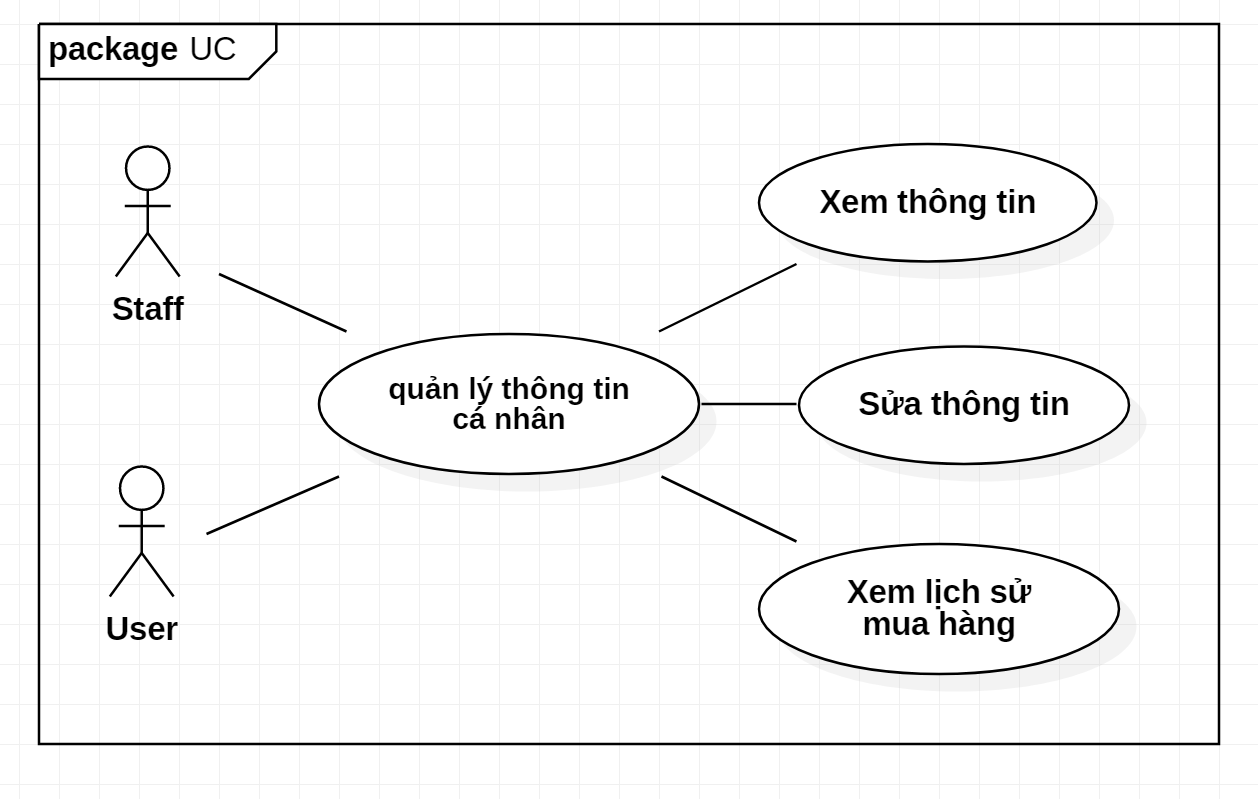 package UC
Staff
Xem thông tin
quản lý thông tin
cá nhân
Sửa thông tin
User
Xem lịch sử
mua hàng